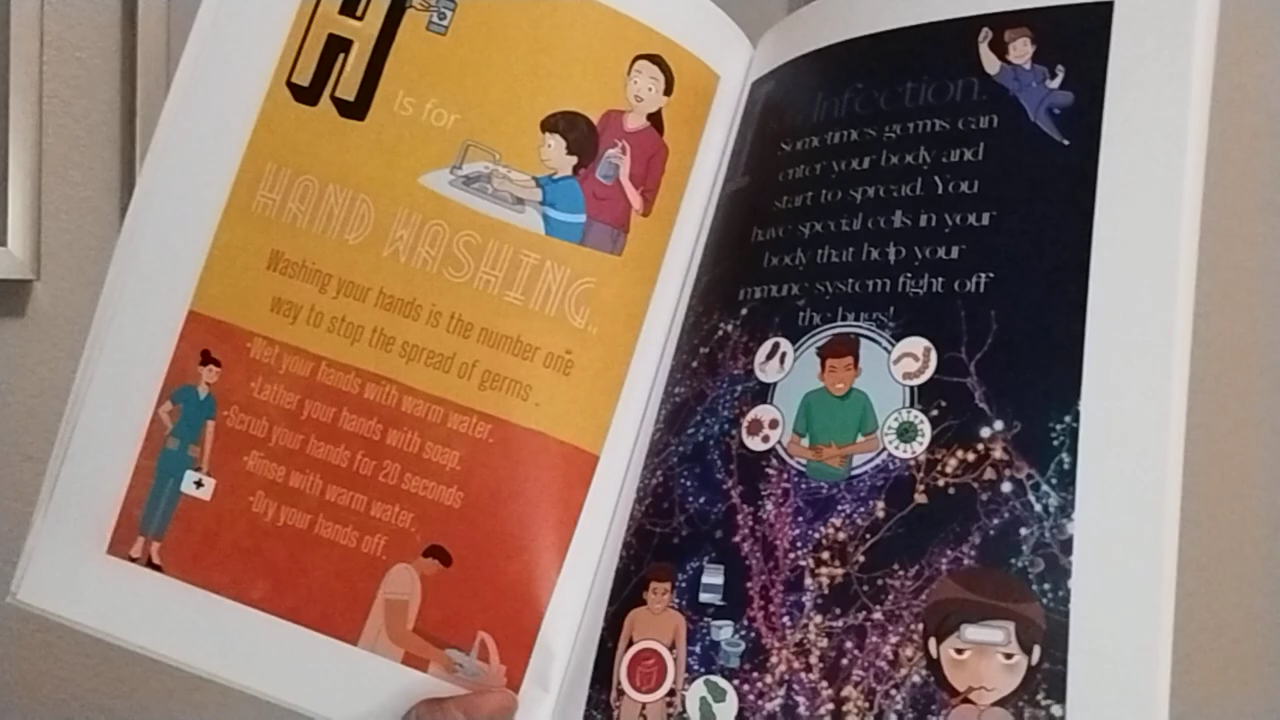 H
Is for
HAND WASHING..
Washing your hands is the number one
way to stop the spread of germs.
-Wet your hands with warm water.
-Lather your hands with soap.
-Scrub your hands for 20 seconds
-Rinse with warm water.
-Dry your hands off.
Infection.
Sometimes germs can
enter your body and
start to spread. You
have special cells in your
body that help your
immune system fight off
the bugs!